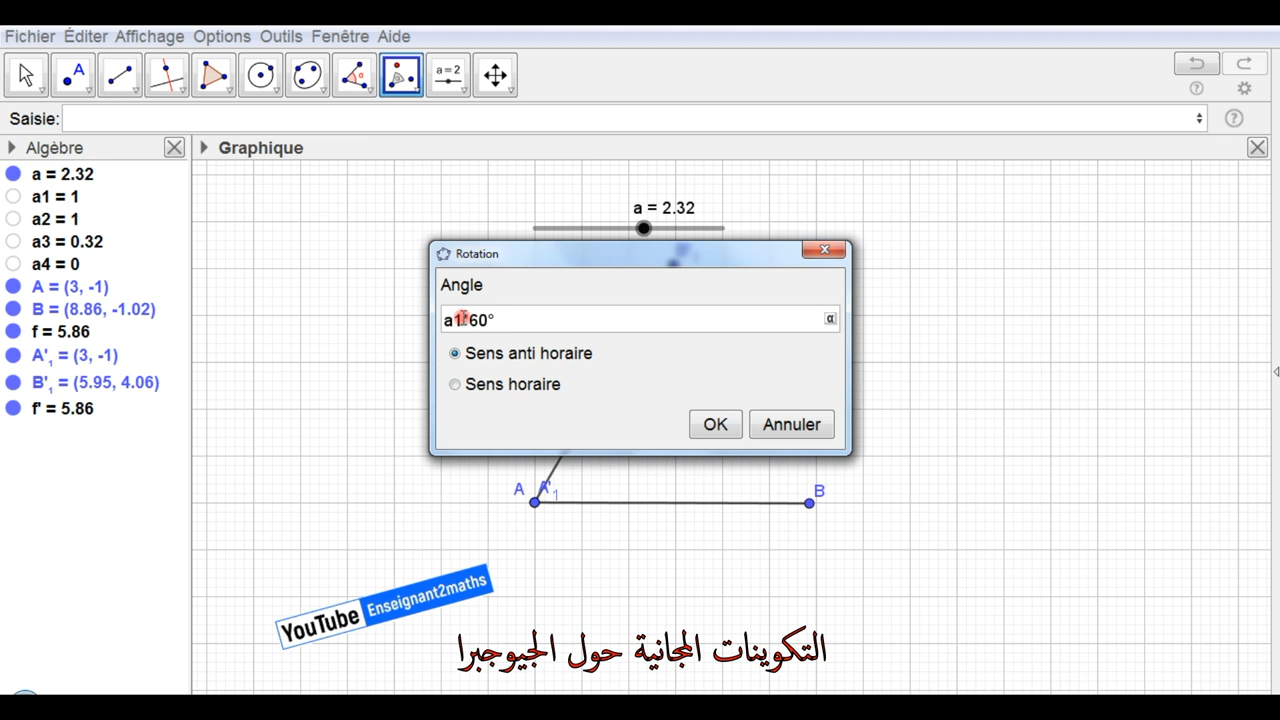 Fichier Éditer Affichage Options Outils Fenêtre Aide
A
a=2
Saisie:
Algèbre
Graphique
a = 2.32
a1 = 1
a2 = 1
a3 = 0.32
a4 = 0
A = (3, -1)
B = (8.86, -1.02)
f = 5.86
A'₁ = (3, -1)
B'₁ = (5.95, 4.06)
f' = 5.86
a = 2.32
Rotation
Angle
60°
α
Sens anti horaire
Sens horaire
OK Annuler
A A'₁ B
YouTube Enseignant2maths
التكوينات المجانية حول الجيوجبرا